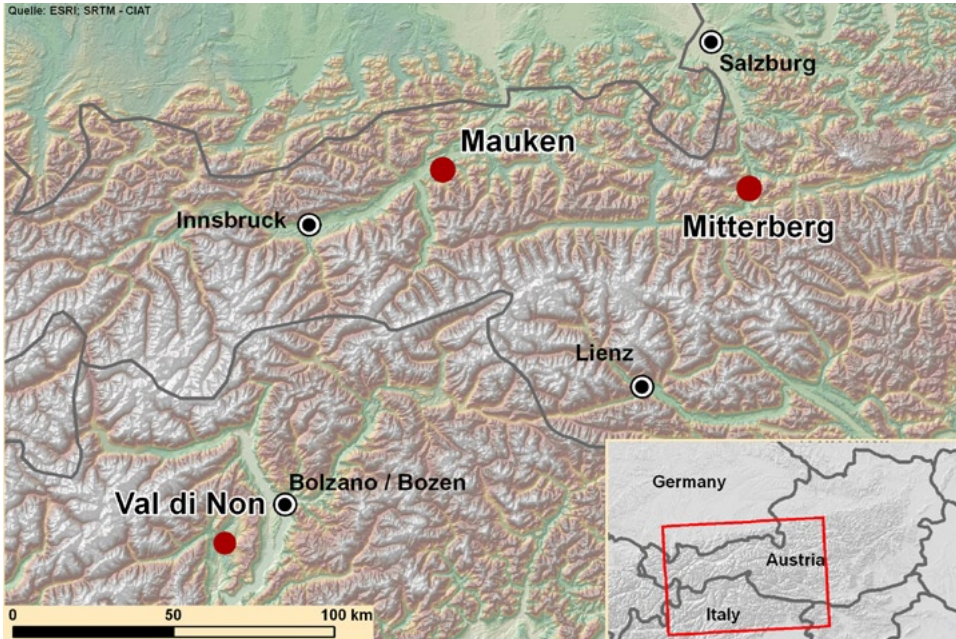 Quelle: ESRI; SRTM - CIAT
Salzburg
Mauken
Innsbruck
Mitterberg
Lienz
Bolzano / Bozen
Val di Non
Germany
Austria
Italy
0 50 100 km